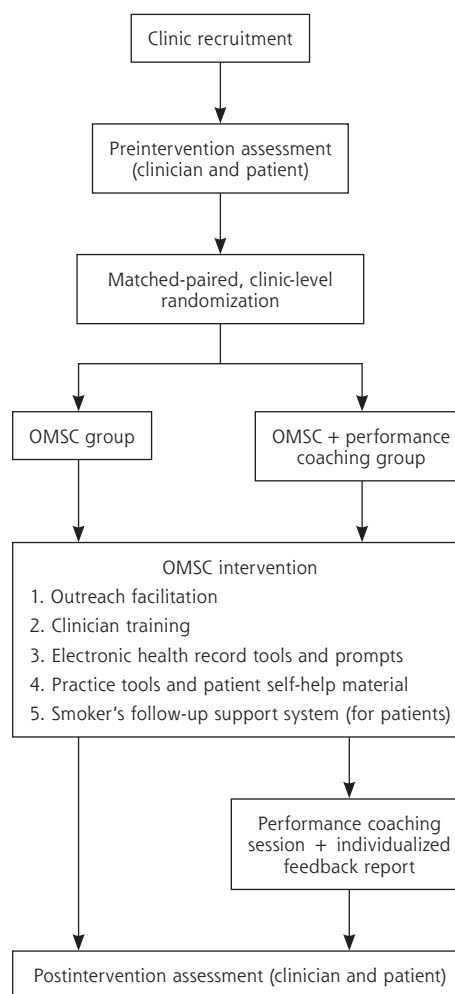 Clinic recruitment
Preintervention assessment
(clinician and patient)
Matched-paired, clinic-level
randomization
OMSC group
OMSC + performance
coaching group
OMSC intervention
1. Outreach facilitation
2. Clinician training
3. Electronic health record tools and prompts
4. Practice tools and patient self-help material
5. Smoker's follow-up support system (for patients)
Performance coaching
session + individualized
feedback report
Postintervention assessment (clinician and patient)